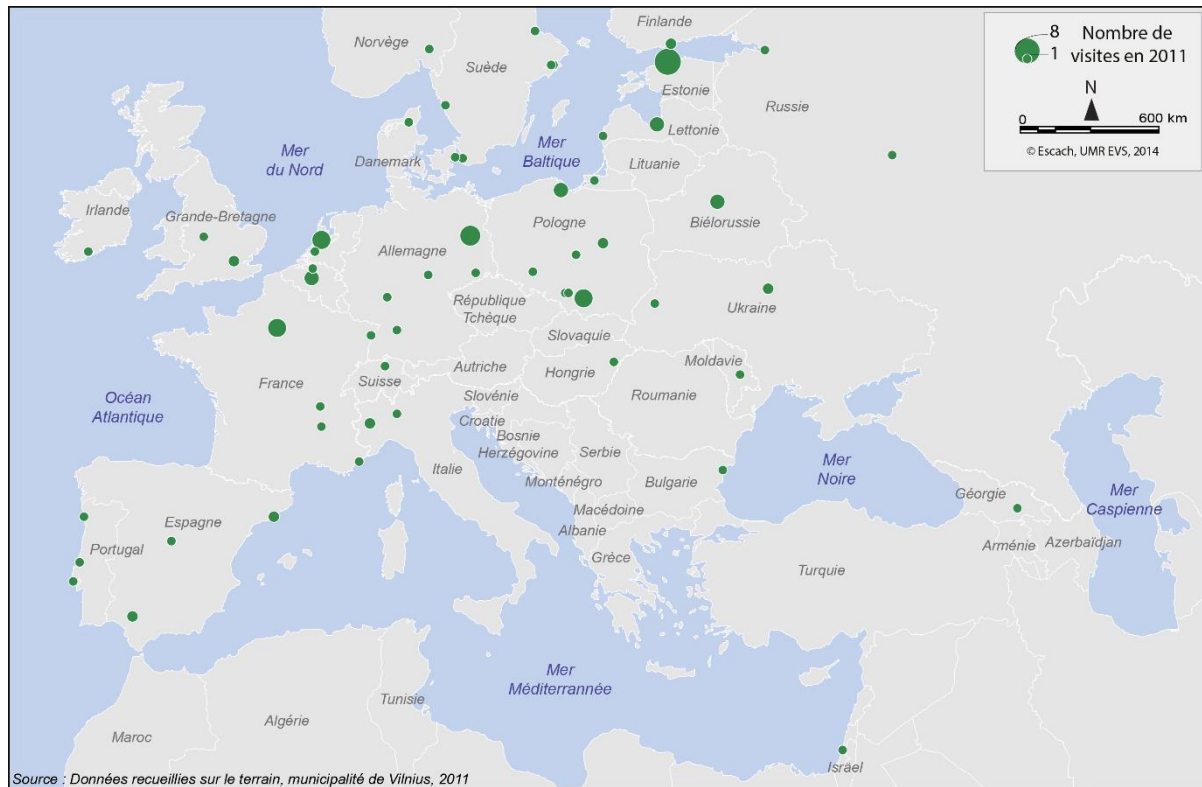 Finlande
Norvège
Suède
Estonie
Russie
Lettonie
Mer
Baltique
Mer
du Nord
Danemark
Lituanie
Irlande
Grande-Bretagne
Biélorussie
Pologne
Allemagne
République
Tchèque
Ukraine
Slovaquie
Moldavie
Autriche
Hongrie
France
Suisse
Roumanie
Océan
Atlantique
Slovénie
Croatie
Bosnie
Herzégovine
Serbie
Italie
Mer
Noire
Monténégro
Bulgarie
Géorgie
Mer
Caspienne
Macédoine
Espagne
Albanie
Portugal
Arménie
Azerbaïdjan
Grèce
Turquie
Mer
Méditerrannée
Tunisie
Algérie
Maroc
Israël
8
1
Nombre de
visites en 2011
N
0 600 km
© Escach, UMR EVS, 2014
Source : Données recueillies sur le terrain, municipalité de Vilnius, 2011